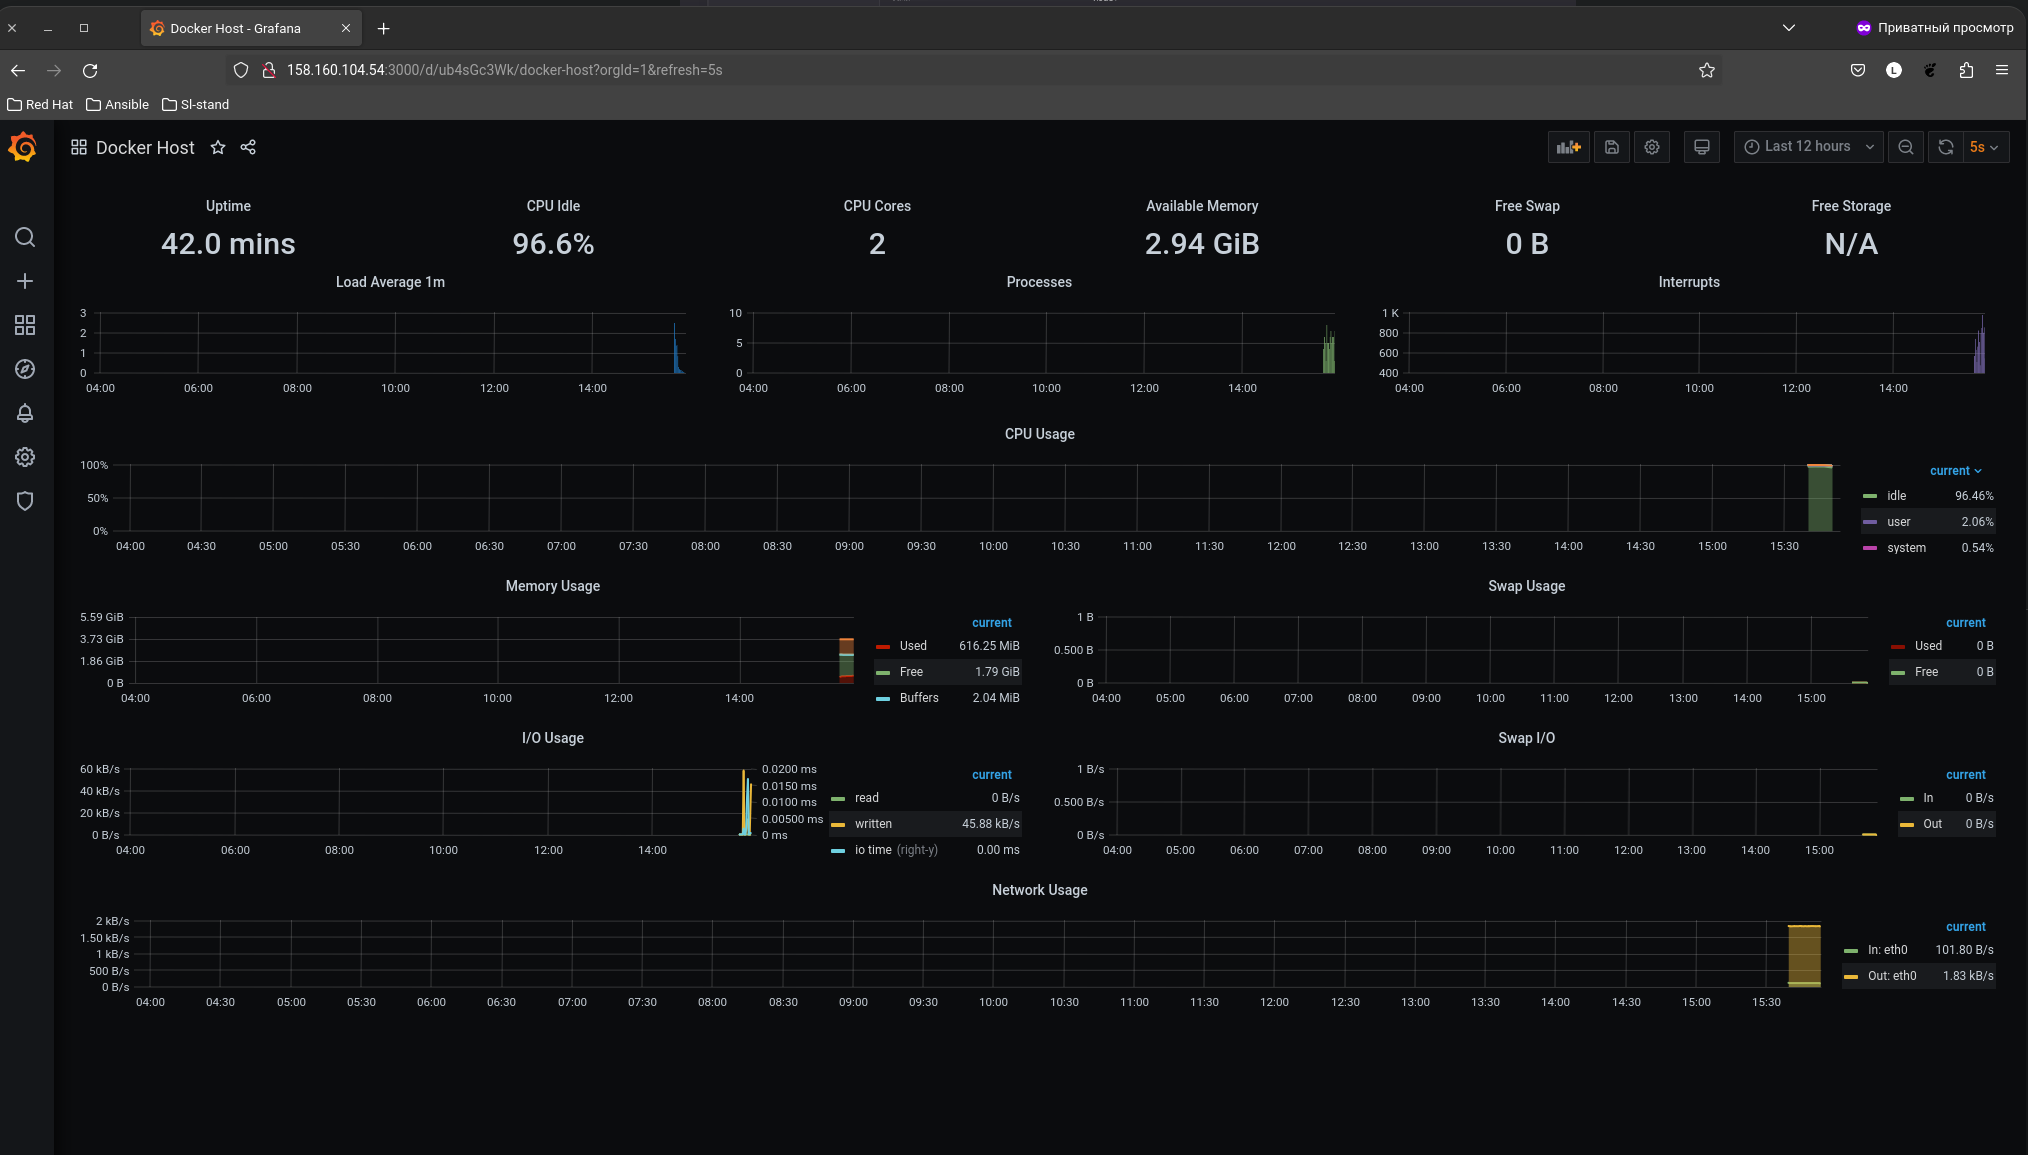 Docker Host - Grafana
Приватный просмотр
158.160.104.54:3000/d/ub4sGc3Wk/docker-host?orgId=1&refresh=5s
L
Red Hat Ansible Sl-stand
Docker Host
Last 12 hours 5s
Uptime CPU Idle CPU Cores Available Memory Free Swap Free Storage
42.0 mins 96.6% 2 2.94 GiB 0 B N/A
Load Average 1m
3
2
1
0
04:00 06:00 08:00 10:00 12:00 14:00
Processes
10
5
0
04:00 06:00 08:00 10:00 12:00 14:00
Interrupts
1 K
800
600
400
04:00 06:00 08:00 10:00 12:00 14:00
CPU Usage
100%
50%
0%
04:00 04:30 05:00 05:30 06:00 06:30 07:00 07:30 08:00 08:30 09:00 09:30 10:00 10:30 11:00 11:30 12:00 12:30 13:00 13:30 14:00 14:30 15:00 15:30
current
idle 96.46%
user 2.06%
system 0.54%
Memory Usage
5.59 GiB
3.73 GiB
1.86 GiB
0 B
04:00 06:00 08:00 10:00 12:00 14:00
current
Used 616.25 MiB
Free 1.79 GiB
Buffers 2.04 MiB
Swap Usage
1 B
0.500 B
0 B
04:00 05:00 06:00 07:00 08:00 09:00 10:00 11:00 12:00 13:00 14:00 15:00
current
Used 0 B
Free 0 B
I/O Usage
60 kB/s
40 kB/s
20 kB/s
0 B/s
04:00 06:00 08:00 10:00 12:00 14:00
0.0200 ms
0.0150 ms
0.0100 ms
0.00500 ms
0 ms
current
read 0 B/s
written 45.88 kB/s
io time (right-y) 0.00 ms
Swap I/O
1 B/s
0.500 B/s
0 B/s
04:00 05:00 06:00 07:00 08:00 09:00 10:00 11:00 12:00 13:00 14:00 15:00
current
In 0 B/s
Out 0 B/s
Network Usage
2 kB/s
1.50 kB/s
1 kB/s
500 B/s
0 B/s
04:00 04:30 05:00 05:30 06:00 06:30 07:00 07:30 08:00 08:30 09:00 09:30 10:00 10:30 11:00 11:30 12:00 12:30 13:00 13:30 14:00 14:30 15:00 15:30
current
In: eth0 101.80 B/s
Out: eth0 1.83 kB/s